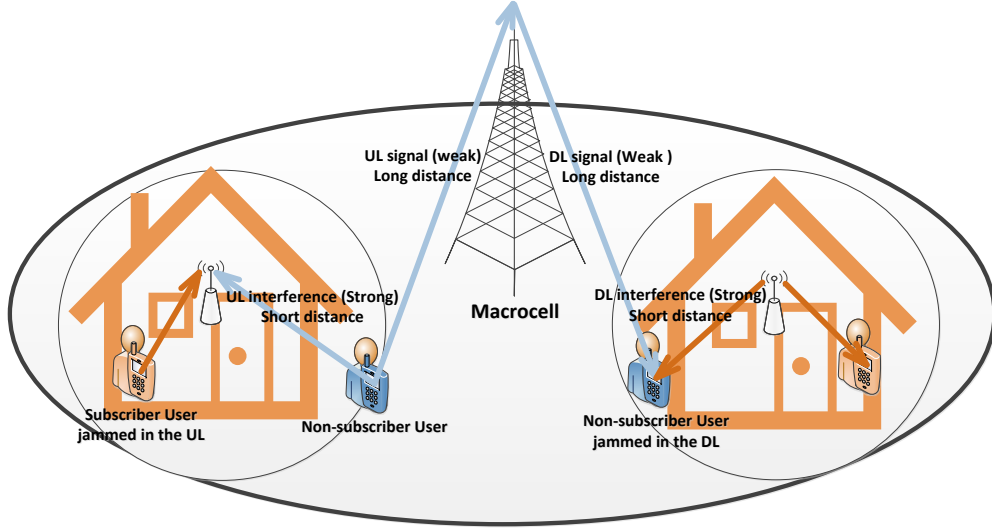 UL signal (weak)
Long distance
DL signal (Weak )
Long distance
UL interference (Strong)
Short distance
DL interference (Strong)
Short distance
Macrocell
Subscriber User
jammed in the UL
Non-subscriber User
Non-subscriber User
jammed in the DL